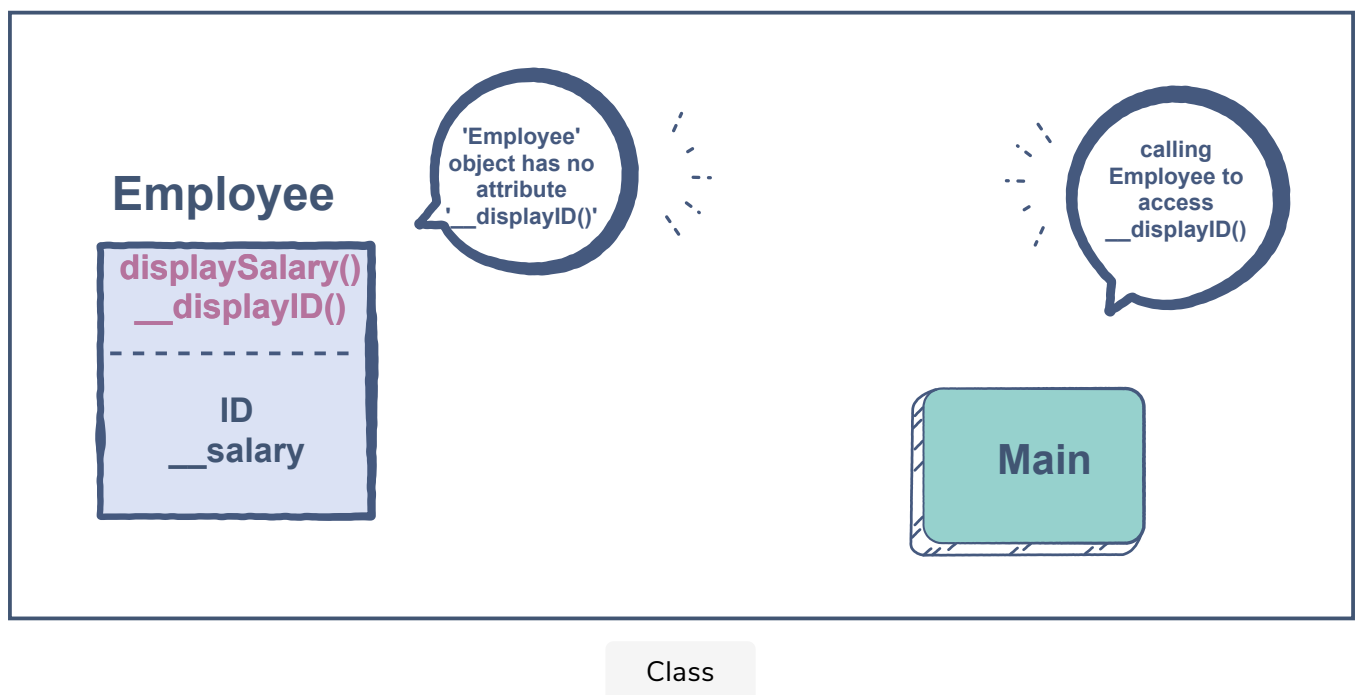 Employee
displaySalary()
__displayID()
ID
__salary
'Employee'
object has no
attribute
'__displayID()'
calling
Employee to
access
__displayID()
Main
Class